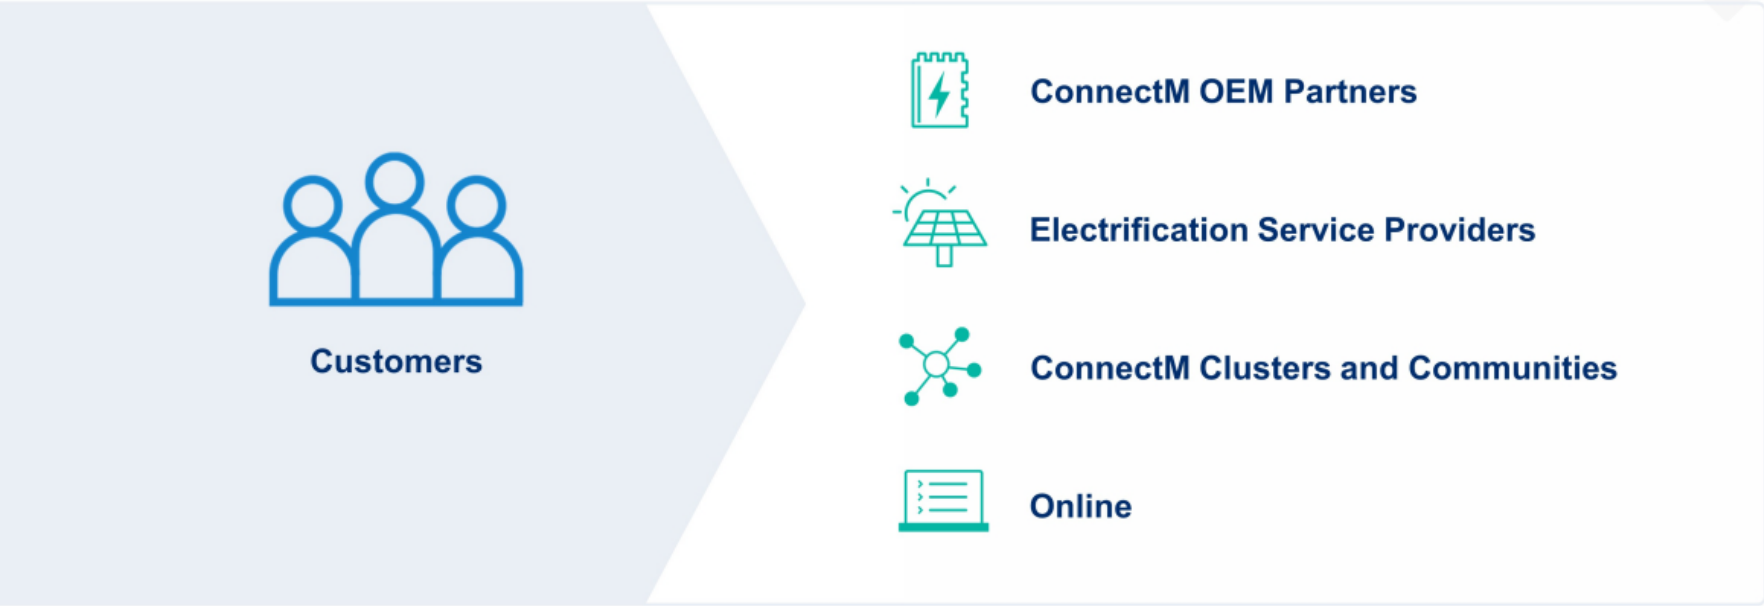 Customers
ConnectM OEM Partners
Electrification Service Providers
ConnectM Clusters and Communities
Online